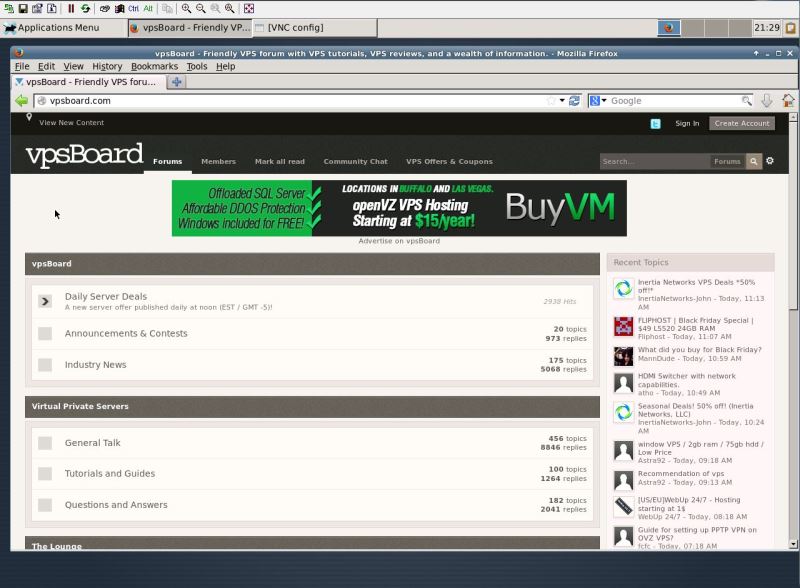 Ctrl Alt
Applications Menu
vpsBoard - Friendly VP...
[VNC config]
21:29
vpsBoard - Friendly VPS forum with VPS tutorials, VPS reviews, and a wealth of information. - Mozilla Firefox
File Edit View History Bookmarks Tools Help
vpsBoard - Friendly VPS foru...
vpsboard.com
Google
View New Content
Sign In
Create Account
vpsBoard
Forums
Members
Mark all read
Community Chat
VPS Offers & Coupons
Search...
Forums
Offloaded SQL Server
Affordable DDOS Protection
Windows included for FREE!
LOCATIONS IN BUFFALO AND LAS VEGAS.
openVZ VPS Hosting
Starting at $15/year!
BuyVM
Advertise on vpsBoard
vpsBoard
Daily Server Deals
A new server offer published daily at noon (EST / GMT -5)!
2938 Hits
Announcements & Contests
20 topics
973 replies
Industry News
175 topics
5068 replies
Virtual Private Servers
General Talk
456 topics
8846 replies
Tutorials and Guides
100 topics
1264 replies
Questions and Answers
182 topics
2041 replies
The Lounge
Recent Topics
Inertia Networks VPS Deals *50%
off!*
InertiaNetworks-John - Today, 11:13
AM
FLIPHOST | Black Friday Special |
$49 L5520 24GB RAM
Fliphost - Today, 11:07 AM
What did you buy for Black Friday?
MannDude - Today, 10:59 AM
HDMI Switcher with network
capabilities.
atho - Today, 10:49 AM
Seasonal Deals! 50% off! (Inertia
Networks, LLC)
InertiaNetworks-John - Today, 10:24
AM
window VPS / 2gb ram / 75gb hdd /
Low Price
Astra92 - Today, 09:18 AM
Recommendation of vps
Astra92 - Today, 09:13 AM
[US/EU]WebUp 24/7 - Hosting
starting at 1$
WebUp 24/7 - Today, 08:18 AM
Guide for setting up PPTP VPN on
OVZ VPS?
fcfc - Today, 07:18 AM